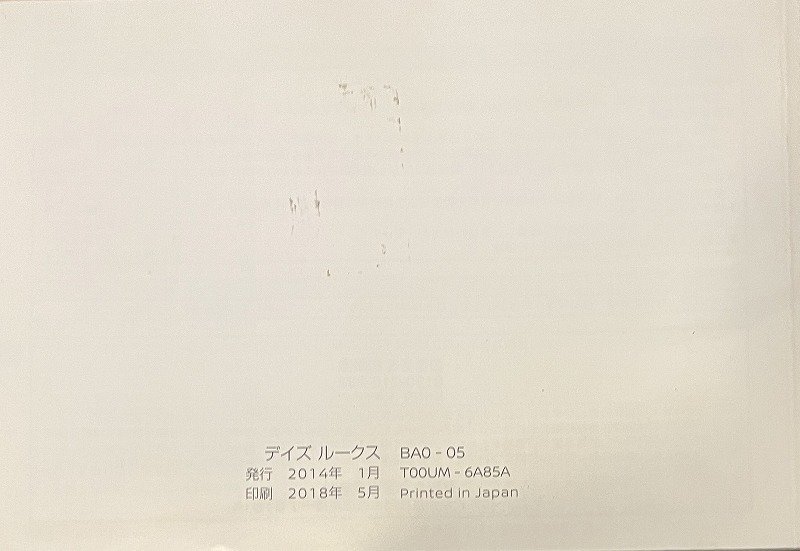 デイズ ルークス BA0 - 05
発行 2014年 1月 T00UM - 6A85A
印刷 2018年 5月 Printed in Japan